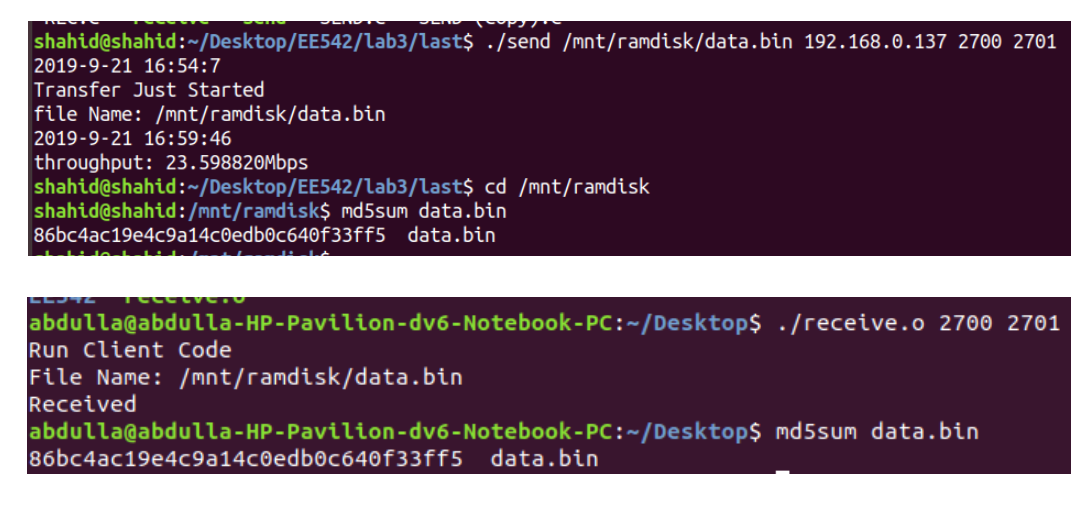 shahid@shahid:~/Desktop/EE542/lab3/last$ ./send /mnt/ramdisk/data.bin 192.168.0.137 2700 2701
2019-9-21 16:54:7
Transfer Just Started
file Name: /mnt/ramdisk/data.bin
2019-9-21 16:59:46
throughput: 23.598820Mbps
shahid@shahid:~/Desktop/EE542/lab3/last$ cd /mnt/ramdisk
shahid@shahid:/mnt/ramdisk$ md5sum data.bin
86bc4ac19e4c9a14c0edb0c640f33ff5  data.bin
EE542 receive.o
abdulla@abdulla-HP-Pavilion-dv6-Notebook-PC:~/Desktop$ ./receive.o 2700 2701
Run Client Code
File Name: /mnt/ramdisk/data.bin
Received
abdulla@abdulla-HP-Pavilion-dv6-Notebook-PC:~/Desktop$ md5sum data.bin
86bc4ac19e4c9a14c0edb0c640f33ff5  data.bin